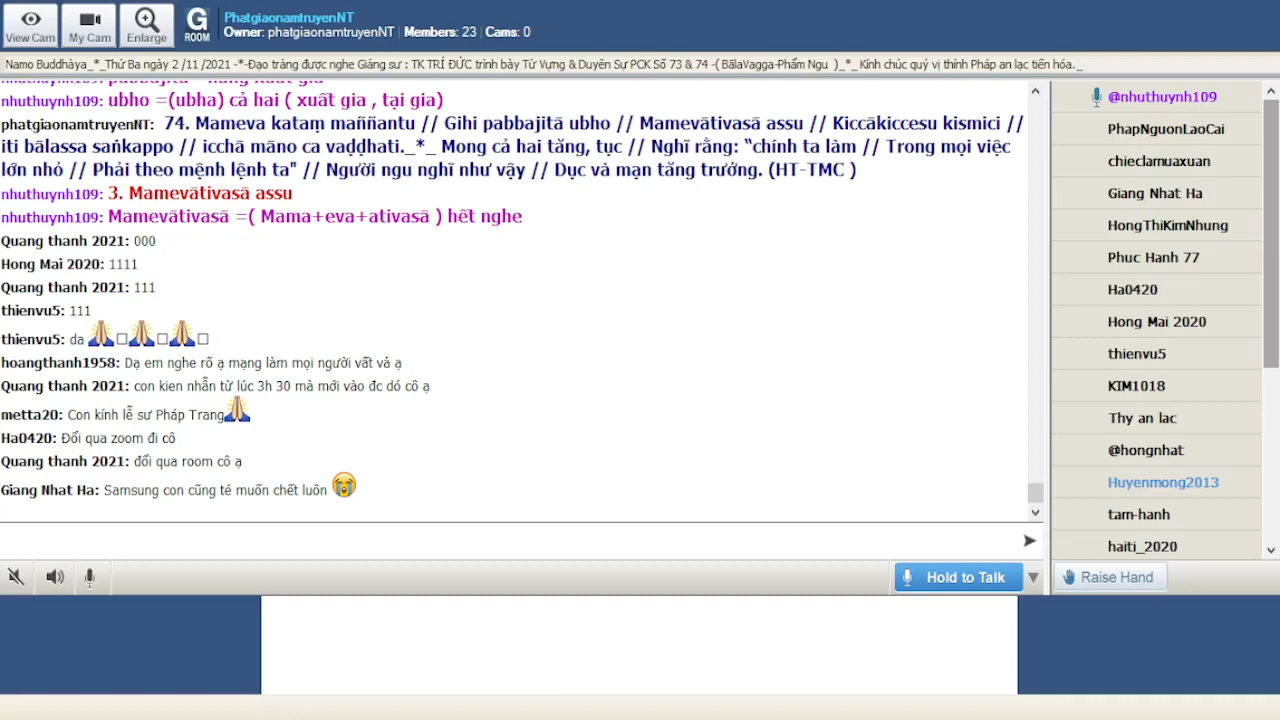 View Cam
My Cam
Enlarge
G
ROOM
PhatgiaonamtruyenNT
Owner: phatgiaonamtruyenNT | Members: 23 | Cams: 0
Namo Buddhàya_*_Thứ Ba ngày 2 /11 /2021 -*-Đạo tràng được nghe Giảng sư : TK TRÍ ĐỨC trình bày Từ Vựng & Duyên Sự PCK Số 73 & 74 -( BãlaVagga-Phẩm Ngu )_*_ Kính chúc quý vị thính Pháp an lạc tiến hóa._
nhuthuynh109: ubho =(ubha) cả hai ( xuất gia , tại gia)
phatgiaonamtruyenNT: 74. Mameva kataṃ maññantu // Gihi pabbajitā ubho // Mamevātivasā assu // Kiccākiccesu kismici //
iti bālassa saṅkappo // icchā māno ca vaḍḍhati._*_ Mong cả hai tăng, tục // Nghĩ rằng: “chính ta làm // Trong mọi việc
lớn nhỏ // Phải theo mệnh lệnh ta" // Người ngu nghĩ như vậy // Dục và mạn tăng trưởng. (HT-TMC )
nhuthuynh109: 3. Mamevātivasā assu
nhuthuynh109: Mamevātivasā =( Mama+eva+ativasā ) hết nghe
Quang thanh 2021: 000
Hong Mai 2020: 1111
Quang thanh 2021: 111
thienvu5: 111
thienvu5: da
hoangthanh1958: Dạ em nghe rõ ạ mạng làm mọi người vất vả ạ
Quang thanh 2021: con kien nhẫn từ lúc 3h 30 mà mới vào đc dó cô ạ
metta20: Con kính lễ sư Pháp Trang
Ha0420: Đổi qua zoom đi cô
Quang thanh 2021: đổi qua room cô ạ
Giang Nhat Ha: Samsung con cũng té muốn chết luôn
Hold to Talk
@nhuthuynh109
PhapNguonLaoCai
chieclamuaxuan
Giang Nhat Ha
HongThiKimNhung
Phuc Hanh 77
Ha0420
Hong Mai 2020
thienvu5
KIM1018
Thy an lac
@hongnhat
Huyenmong2013
tam-hanh
haiti_2020
Raise Hand